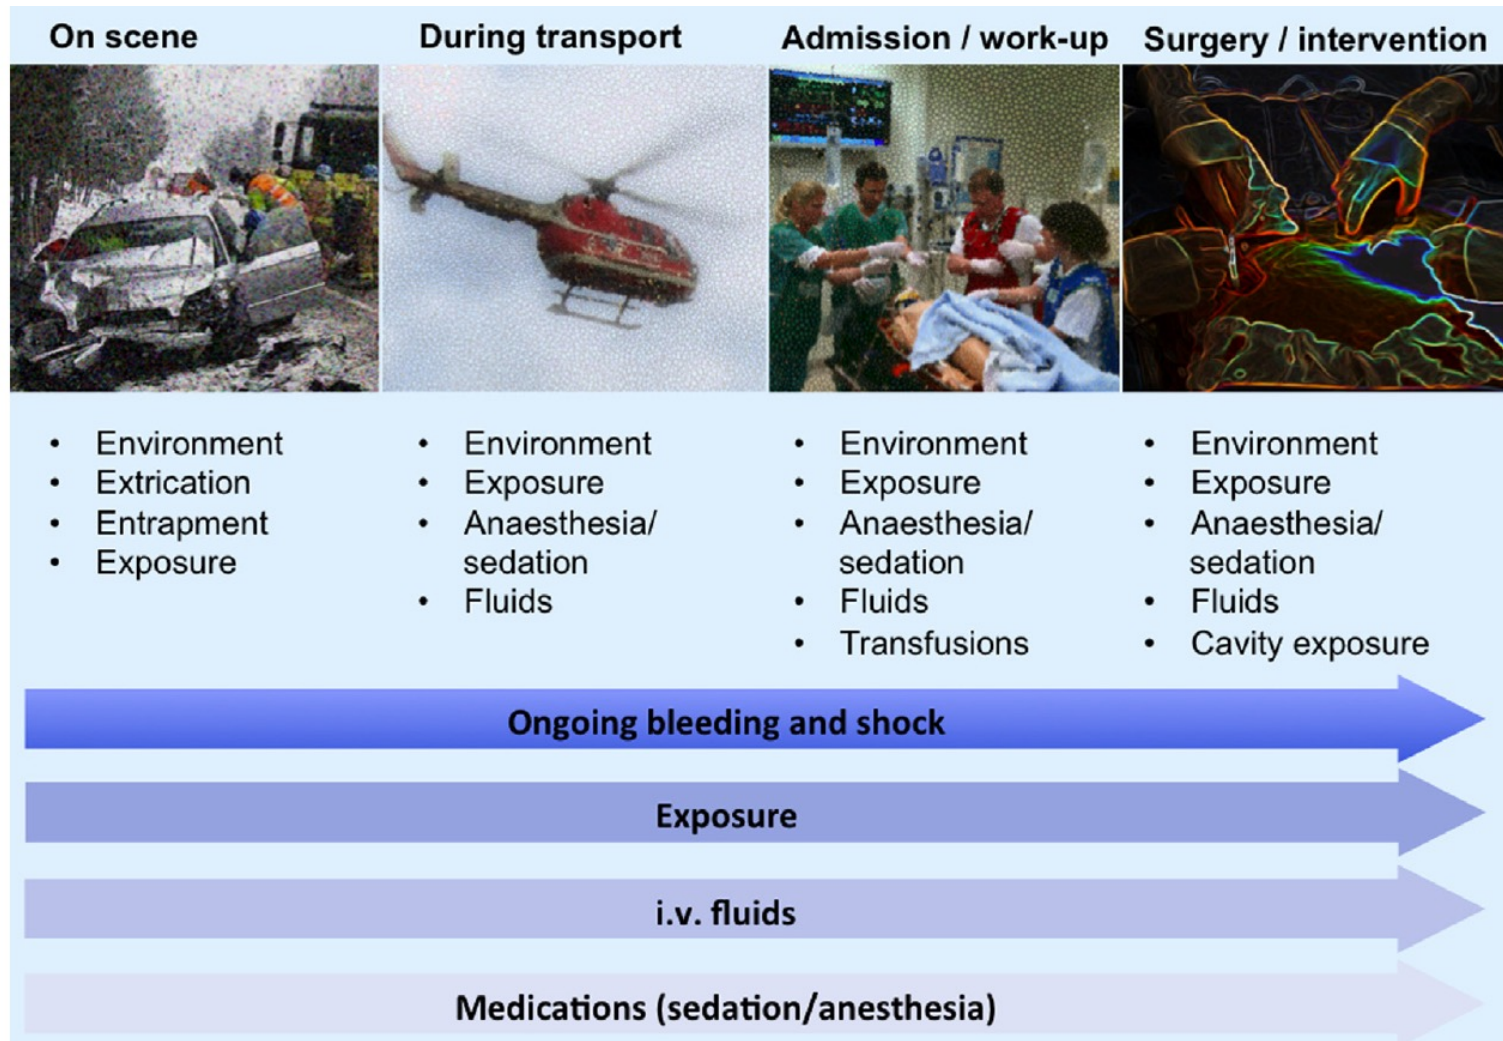 On scene
During transport
Admission / work-up
Surgery / intervention
• Environment
• Extrication
• Entrapment
• Exposure
• Environment
• Exposure
• Anaesthesia/
sedation
• Fluids
• Environment
• Exposure
• Anaesthesia/
sedation
• Fluids
• Transfusions
• Environment
• Exposure
• Anaesthesia/
sedation
• Fluids
• Cavity exposure
Ongoing bleeding and shock
Exposure
i.v. fluids
Medications (sedation/anesthesia)